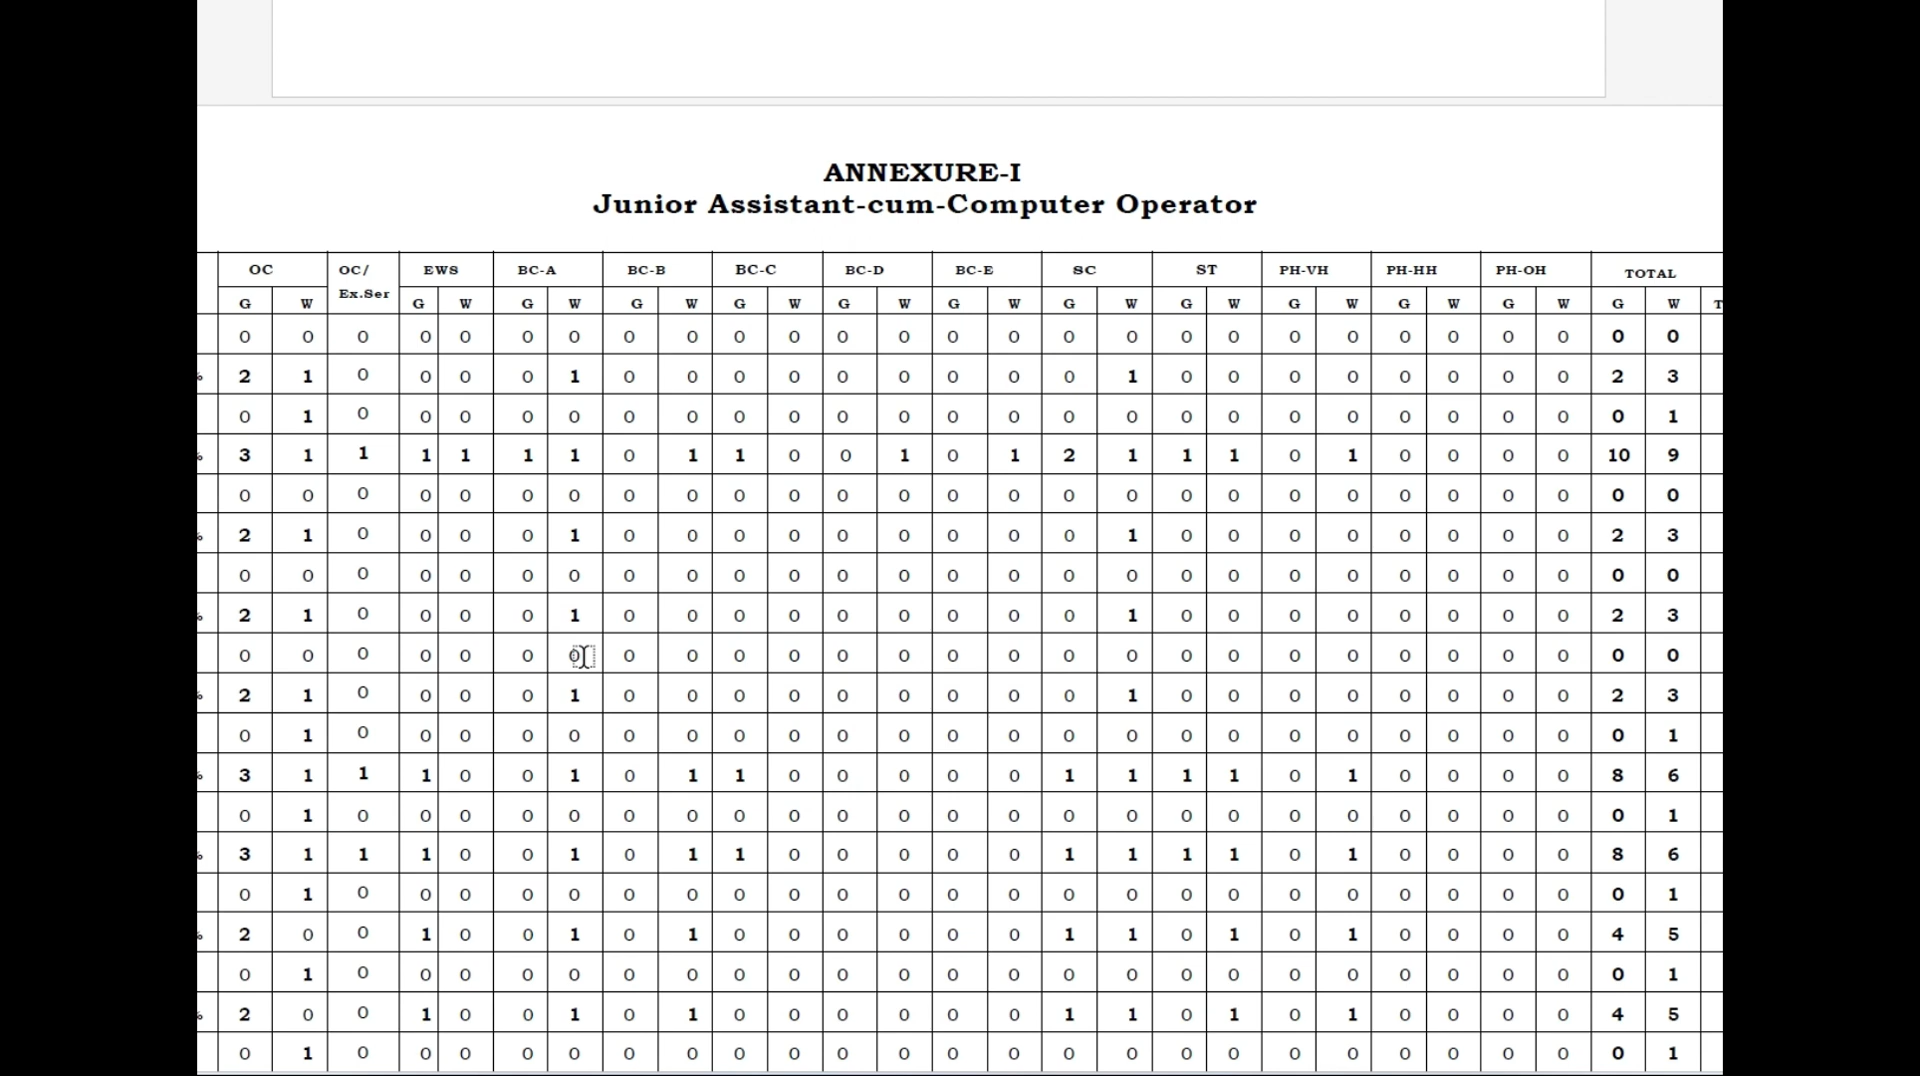 ANNEXURE-I
Junior Assistant-cum-Computer Operator
OC OC/ Ex.Ser EWS BC-A BC-B BC-C BC-D BC-E SC ST PH-VH PH-HH PH-OH TOTAL
G W G W G W G W G W G W G W G W G W G W G W G W G W T
0 0 0 0 0 0 0 0 0 0 0 0 0 0 0 0 0 0 0 0 0 0 0 0 0 0 0
% 2 1 0 0 0 0 1 0 0 0 0 0 0 0 0 0 1 0 0 0 0 0 0 0 0 2 3
0 1 0 0 0 0 0 0 0 0 0 0 0 0 0 0 0 0 0 0 0 0 0 0 0 0 1
% 3 1 1 1 1 1 1 0 1 1 0 0 1 0 1 2 1 1 1 0 1 0 0 0 0 10 9
0 0 0 0 0 0 0 0 0 0 0 0 0 0 0 0 0 0 0 0 0 0 0 0 0 0 0
% 2 1 0 0 0 0 1 0 0 0 0 0 0 0 0 0 1 0 0 0 0 0 0 0 0 2 3
0 0 0 0 0 0 0 0 0 0 0 0 0 0 0 0 0 0 0 0 0 0 0 0 0 0 0
% 2 1 0 0 0 0 1 0 0 0 0 0 0 0 0 0 1 0 0 0 0 0 0 0 0 2 3
0 0 0 0 0 0 0 0 0 0 0 0 0 0 0 0 0 0 0 0 0 0 0 0 0 0 0
% 2 1 0 0 0 0 1 0 0 0 0 0 0 0 0 0 1 0 0 0 0 0 0 0 0 2 3
0 1 0 0 0 0 0 0 0 0 0 0 0 0 0 0 0 0 0 0 0 0 0 0 0 0 1
% 3 1 1 1 0 0 1 0 1 1 0 0 0 0 0 1 1 1 1 0 1 0 0 0 0 8 6
0 1 0 0 0 0 0 0 0 0 0 0 0 0 0 0 0 0 0 0 0 0 0 0 0 0 1
% 3 1 1 1 0 0 1 0 1 1 0 0 0 0 0 1 1 1 1 0 1 0 0 0 0 8 6
0 1 0 0 0 0 0 0 0 0 0 0 0 0 0 0 0 0 0 0 0 0 0 0 0 0 1
% 2 0 0 1 0 0 1 0 1 0 0 0 0 0 0 1 1 0 1 0 1 0 0 0 0 4 5
0 1 0 0 0 0 0 0 0 0 0 0 0 0 0 0 0 0 0 0 0 0 0 0 0 0 1
% 2 0 0 1 0 0 1 0 1 0 0 0 0 0 0 1 1 0 1 0 1 0 0 0 0 4 5
0 1 0 0 0 0 0 0 0 0 0 0 0 0 0 0 0 0 0 0 0 0 0 0 0 0 1